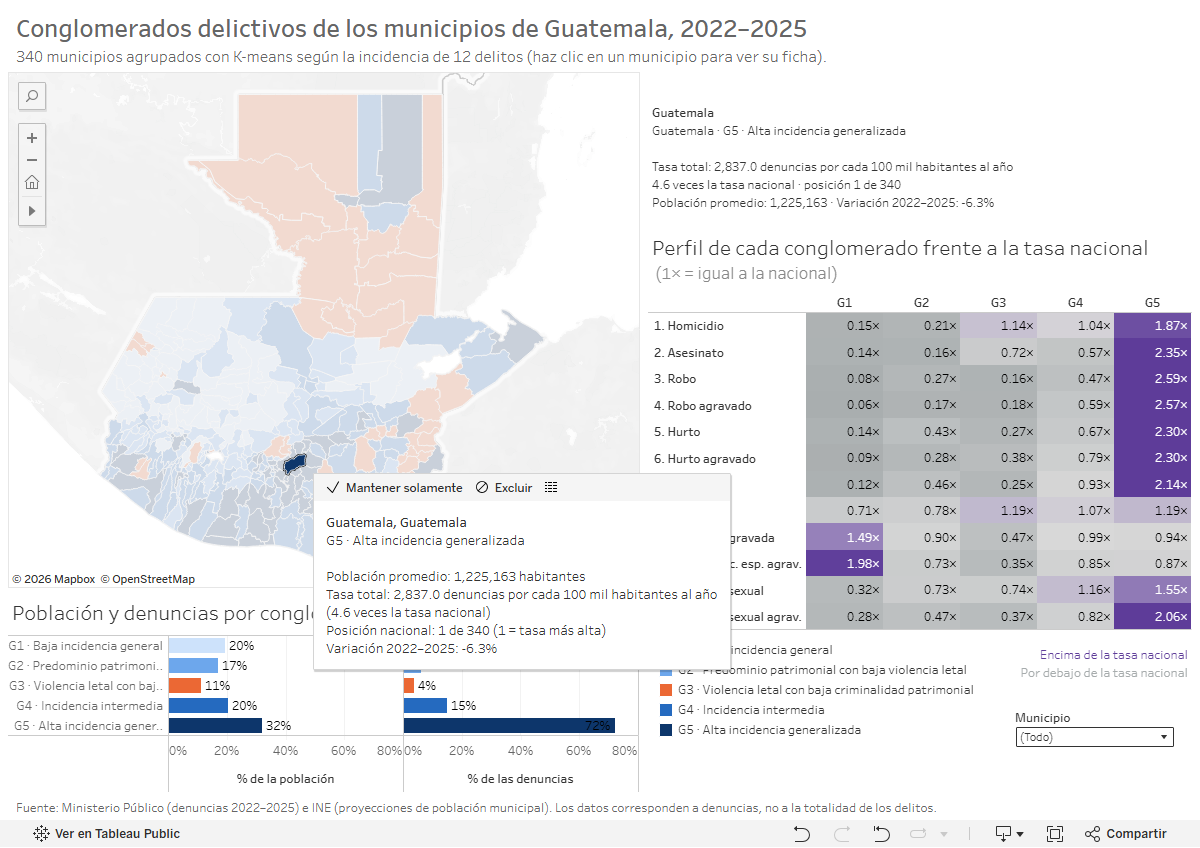 Conglomerados delictivos de los municipios de Guatemala, 2022–2025
340 municipios agrupados con K-means según la incidencia de 12 delitos (haz clic en un municipio para ver su ficha).
Guatemala
Guatemala · G5 · Alta incidencia generalizada
Tasa total: 2,837.0 denuncias por cada 100 mil habitantes al año
4.6 veces la tasa nacional · posición 1 de 340
Población promedio: 1,225,163 · Variación 2022–2025: -6.3%
Perfil de cada conglomerado frente a la tasa nacional
(1× = igual a la nacional)
G1 G2 G3 G4 G5
1. Homicidio 0.15× 0.21× 1.14× 1.04× 1.87×
2. Asesinato 0.14× 0.16× 0.72× 0.57× 2.35×
3. Robo 0.08× 0.27× 0.16× 0.47× 2.59×
4. Robo agravado 0.06× 0.17× 0.18× 0.59× 2.57×
5. Hurto 0.14× 0.43× 0.27× 0.67× 2.30×
6. Hurto agravado 0.09× 0.28× 0.38× 0.79× 2.30×
0.12× 0.46× 0.25× 0.93× 2.14×
0.71× 0.78× 1.19× 1.07× 1.19×
gravada 1.49× 0.90× 0.47× 0.99× 0.94×
c. esp. agrav. 1.98× 0.73× 0.35× 0.85× 0.87×
sexual 0.32× 0.73× 0.74× 1.16× 1.55×
sexual agrav. 0.28× 0.47× 0.37× 0.82× 2.06×
Mantener solamente Excluir
Guatemala, Guatemala
G5 · Alta incidencia generalizada
Población promedio: 1,225,163 habitantes
Tasa total: 2,837.0 denuncias por cada 100 mil habitantes al año
(4.6 veces la tasa nacional)
Posición nacional: 1 de 340 (1 = tasa más alta)
Variación 2022–2025: -6.3%
© 2026 Mapbox © OpenStreetMap
Población y denuncias por conglo
G1 · Baja incidencia general 20%
G2 · Predominio patrimoni.. 17%
G3 · Violencia letal con baj.. 11% 4%
G4 · Incidencia intermedia 20% 15%
G5 · Alta incidencia gener.. 32% 72%
0% 20% 40% 60% 80% 0% 20% 40% 60% 80%
% de la población % de las denuncias
incidencia general
G2 · Predominio patrimonial con baja violencia letal
G3 · Violencia letal con baja criminalidad patrimonial
G4 · Incidencia intermedia
G5 · Alta incidencia generalizada
Encima de la tasa nacional
Por debajo de la tasa nacional
Municipio
(Todo)
Fuente: Ministerio Público (denuncias 2022–2025) e INE (proyecciones de población municipal). Los datos corresponden a denuncias, no a la totalidad de los delitos.
Ver en Tableau Public Compartir